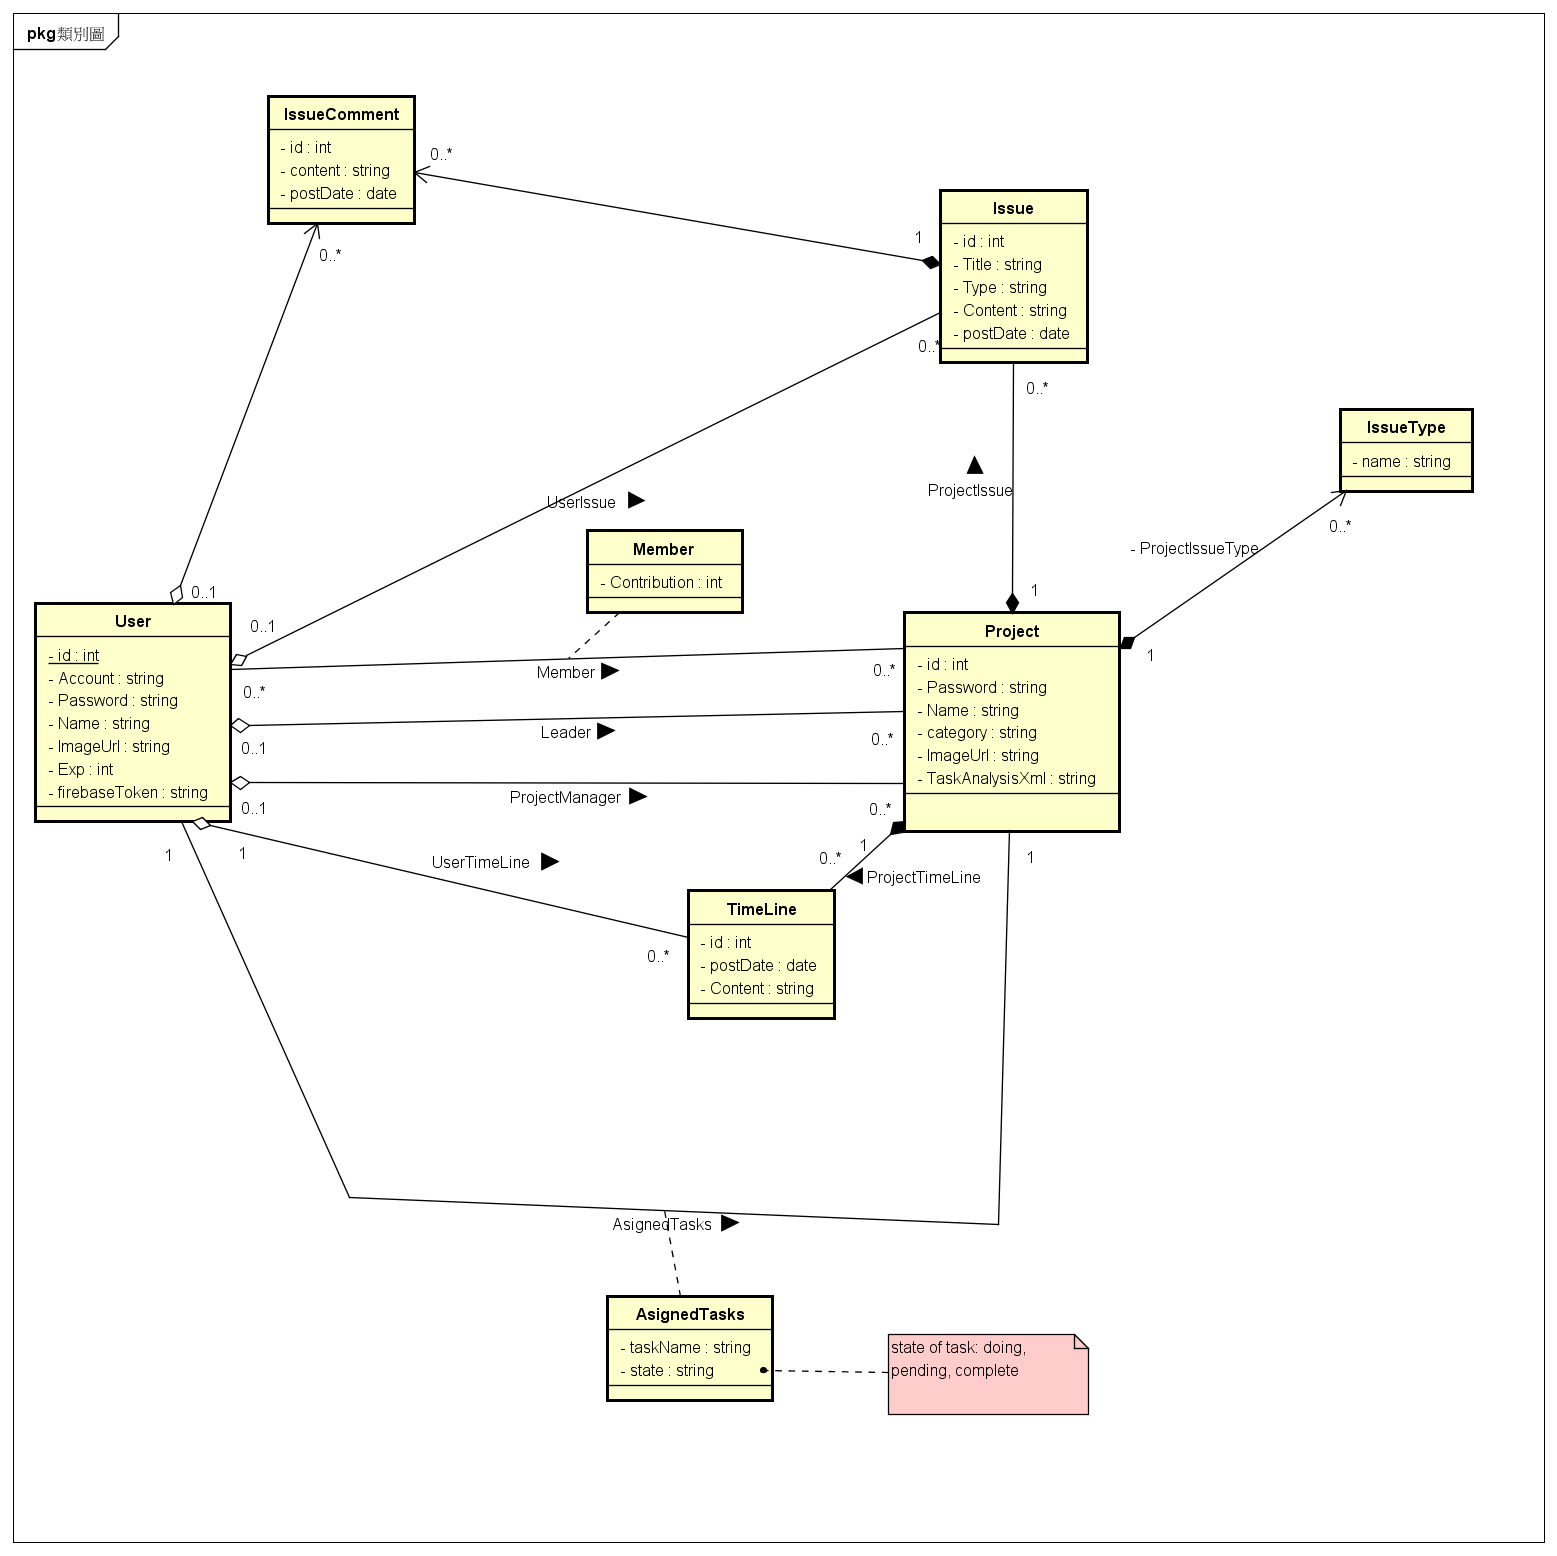 pkg類別圖
IssueComment
- id : int
- content : string
- postDate : date
0..*
0..*
1
Issue
- id : int
- Title : string
- Type : string
- Content : string
- postDate : date
0..*
0..*
ProjectIssue
1
IssueType
- name : string
0..*
- ProjectIssueType
1
UserIssue
Member
- Contribution : int
0..1
0..1
User
- id : int
- Account : string
- Password : string
- Name : string
- ImageUrl : string
- Exp : int
- firebaseToken : string
Project
- id : int
- Password : string
- Name : string
- category : string
- ImageUrl : string
- TaskAnalysisXml : string
Member
0..*
0..*
Leader
0..1
0..*
ProjectManager
0..1
0..*
1
1
UserTimeLine
0..*
0..*
1
ProjectTimeLine
1
TimeLine
- id : int
- postDate : date
- Content : string
AsignedTasks
AsignedTasks
- taskName : string
- state : string
state of task: doing,
pending, complete